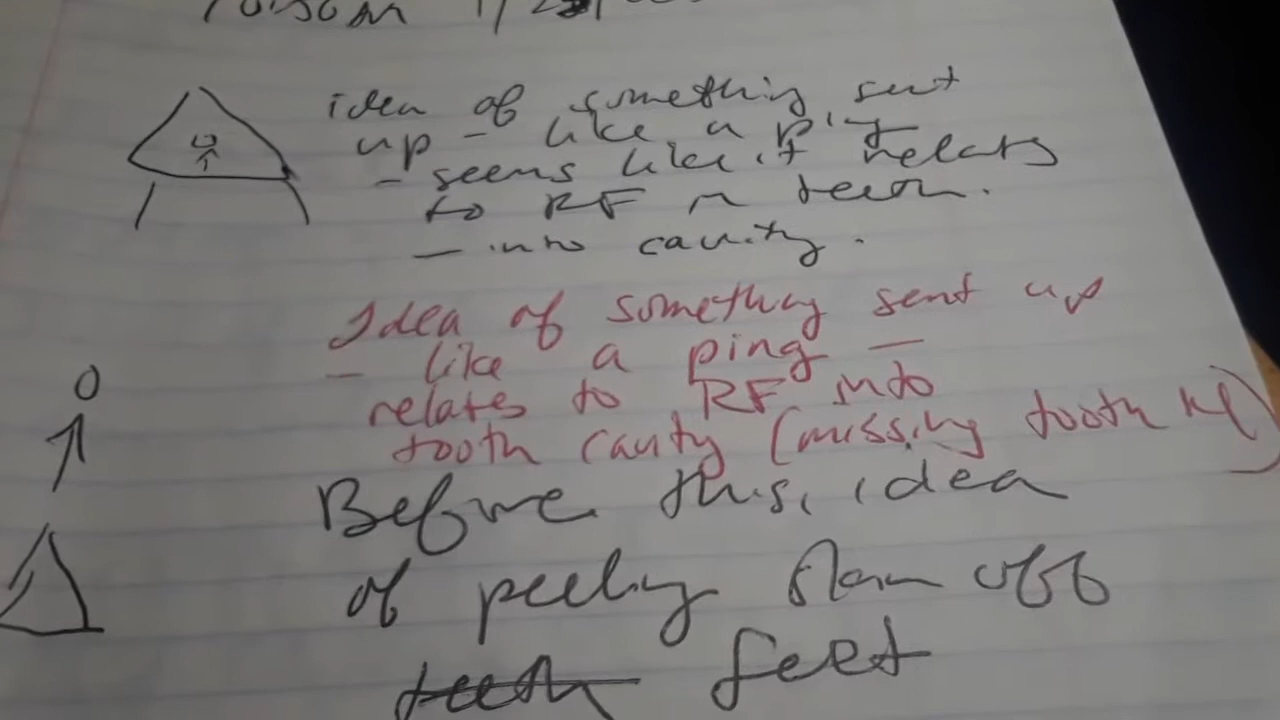 idea of something sent
up - like a ping
- seems like it relats
to RF in teeth.
- into cavity.
Idea of something sent up
- like a ping -
relates to RF into
tooth cavity (missing tooth
Before this, idea
of peeling off
teeth feet